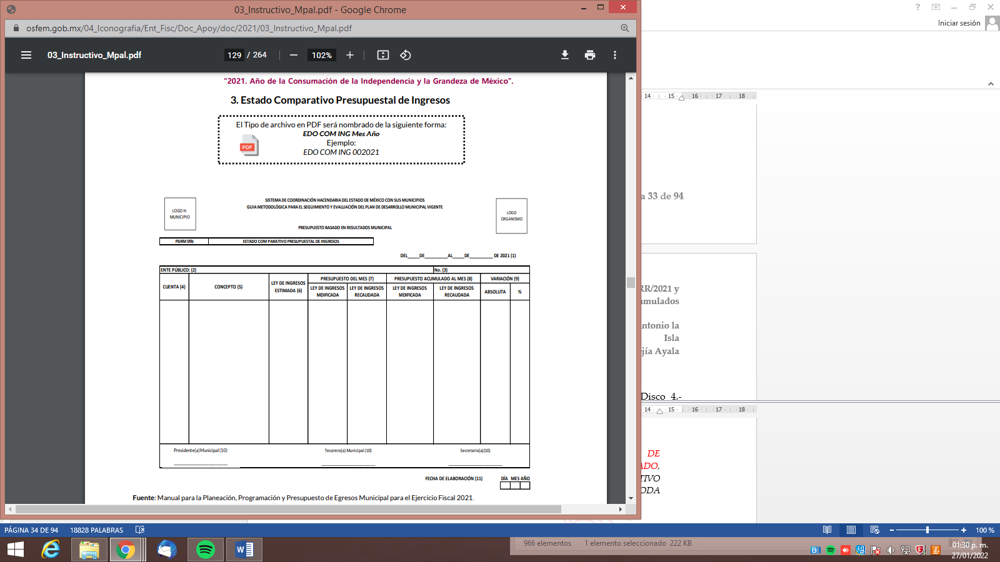 03_Instructivo_Mpal.pdf - Google Chrome
osfem.gob.mx/04_Iconografia/Ent_Fisc/Doc_Apoy/doc/2021/03_Instructivo_Mpal.pdf
03_Instructivo_Mpal.pdf
129 / 264
102%
"2021. Año de la Consumación de la Independencia y la Grandeza de México".
3. Estado Comparativo Presupuestal de Ingresos
El Tipo de archivo en PDF será nombrado de la siguiente forma:
EDO COM ING Mes Año
Ejemplo:
EDO COM ING 002021
PDF
LOGO H.
MUNICIPIO
SISTEMA DE COORDINACIÓN HACENDARIA DEL ESTADO DE MÉXICO CON SUS MUNICIPIOS
GUIA METODOLÓGICA PARA EL SEGUIMIENTO Y EVALUACIÓN DEL PLAN DE DESARROLLO MUNICIPAL VIGENTE
PRESUPUESTO BASADO EN RESULTADOS MUNICIPAL
LOGO
ORGANISMO
PbRM 09b
ESTADO COM PARATIVO PRESUPUESTAL DE INGRESOS
DEL_____DE__________AL_____DE__________ DE 2021 (1)
ENTE PÚBLICO: (2)
No. (3)
CUENTA (4)
CONCEPTO (5)
LEY DE INGRESOS
ESTIMADA (6)
PRESUPUESTO DEL MES (7)
PRESUPUESTO ACUMULADO AL MES (8)
VARIACIÓN (9)
LEY DE INGRESOS
MDIFICADA
LEY DE INGRESOS
RECAUDADA
LEY DE INGRESOS
MDIFICADA
LEY DE INGRESOS
RECAUDADA
ABSOLUTA
%
Presidente(a) Municipal (10)
Tesorero(a) Municipal (10)
Secretario(a) (10)
FECHA DE ELABORACIÓN (11)
DÍA MES AÑO
Fuente: Manual para la Planeación, Programación y Presupuesto de Egresos Municipal para el Ejercicio Fiscal 2021.
Iniciar sesión
14 15 16 17 18
a 33 de 94
RR/2021 y
umulados
ntonio la
Isla
ejía Ayala
Disco 4.-
14 15 16 17 18
DE
ADO,
TIVO
ODA
PÁGINA 34 DE 94
18828 PALABRAS
100 %
966 elementos
1 elemento seleccionado 222 KB
01:30 p. m.
27/01/2022